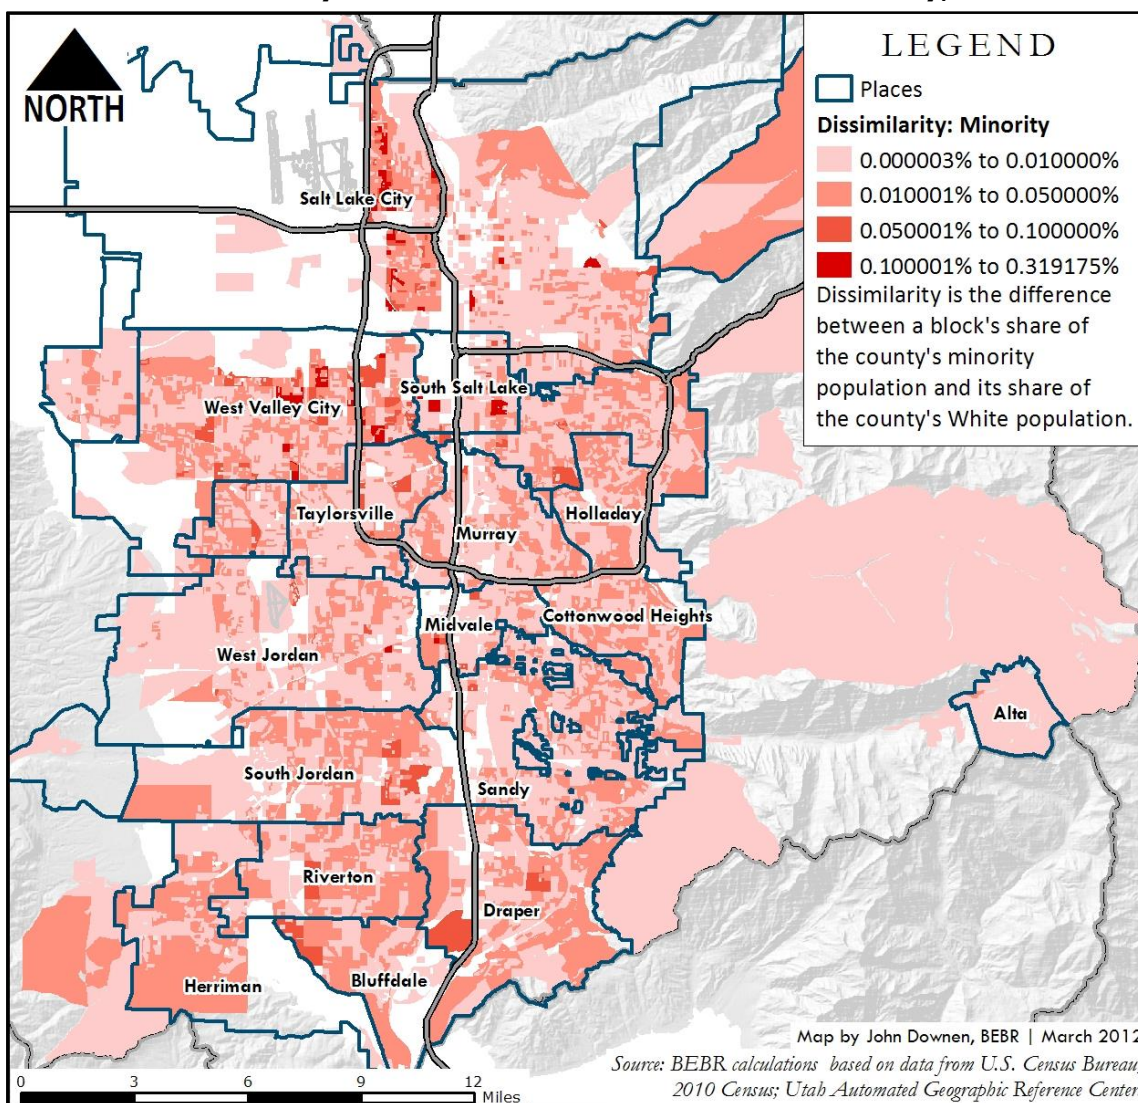 LEGEND
Places
Dissimilarity: Minority
0.000003% to 0.010000%
0.010001% to 0.050000%
0.050001% to 0.100000%
0.100001% to 0.319175%
Dissimilarity is the difference
between a block's share of
the county's minority
population and its share of
the county's White population.
NORTH
Salt Lake City
South Salt Lake
West Valley City
Taylorsville
Holladay
Murray
Cottonwood Heights
Midvale
West Jordan
Alta
South Jordan
Sandy
Riverton
Draper
Herriman
Bluffdale
Map by John Downen, BEBR | March 2012
Source: BEBR calculations based on data from U.S. Census Bureau,
2010 Census; Utah Automated Geographic Reference Center
0 3 6 9 12
Miles